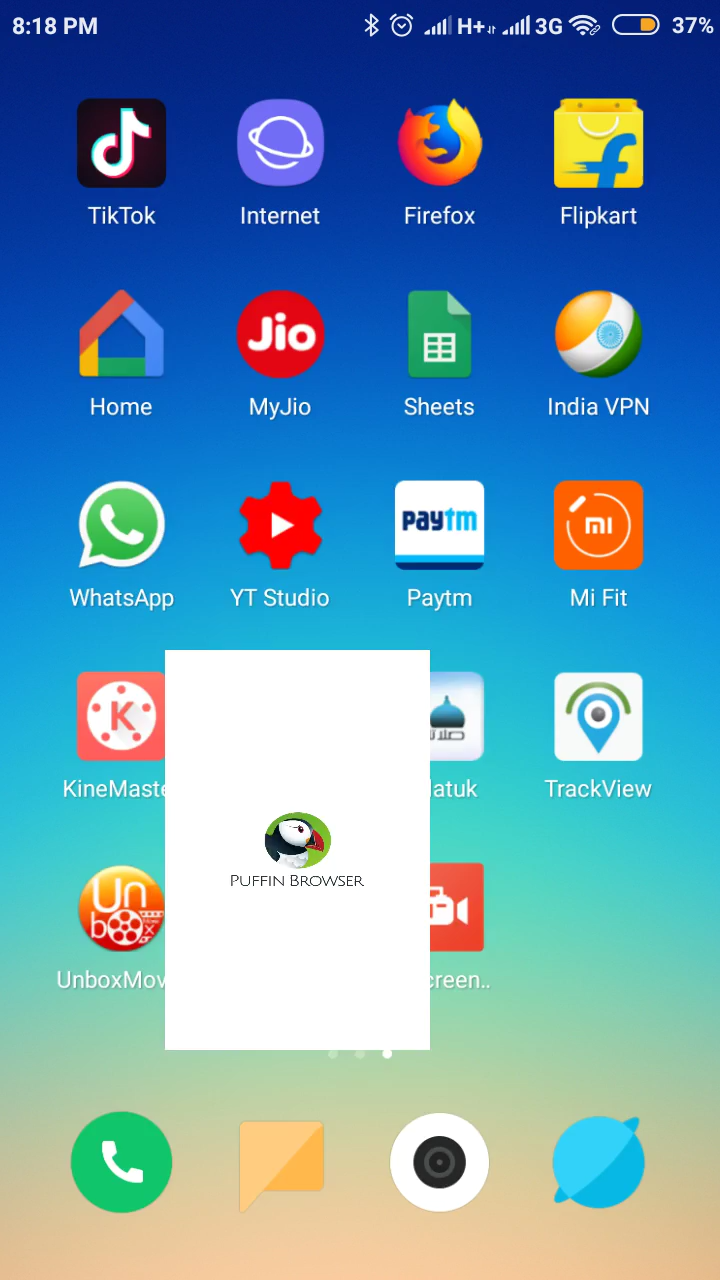 8:18 PM H+ 3G 37%
TikTok Internet Firefox Flipkart
Jio
Home MyJio Sheets India VPN
paytm mi
WhatsApp YT Studio Paytm Mi Fit
K
KineMaste latuk TrackView
PUFFIN BROWSER
Un
box
UnboxMov creen..